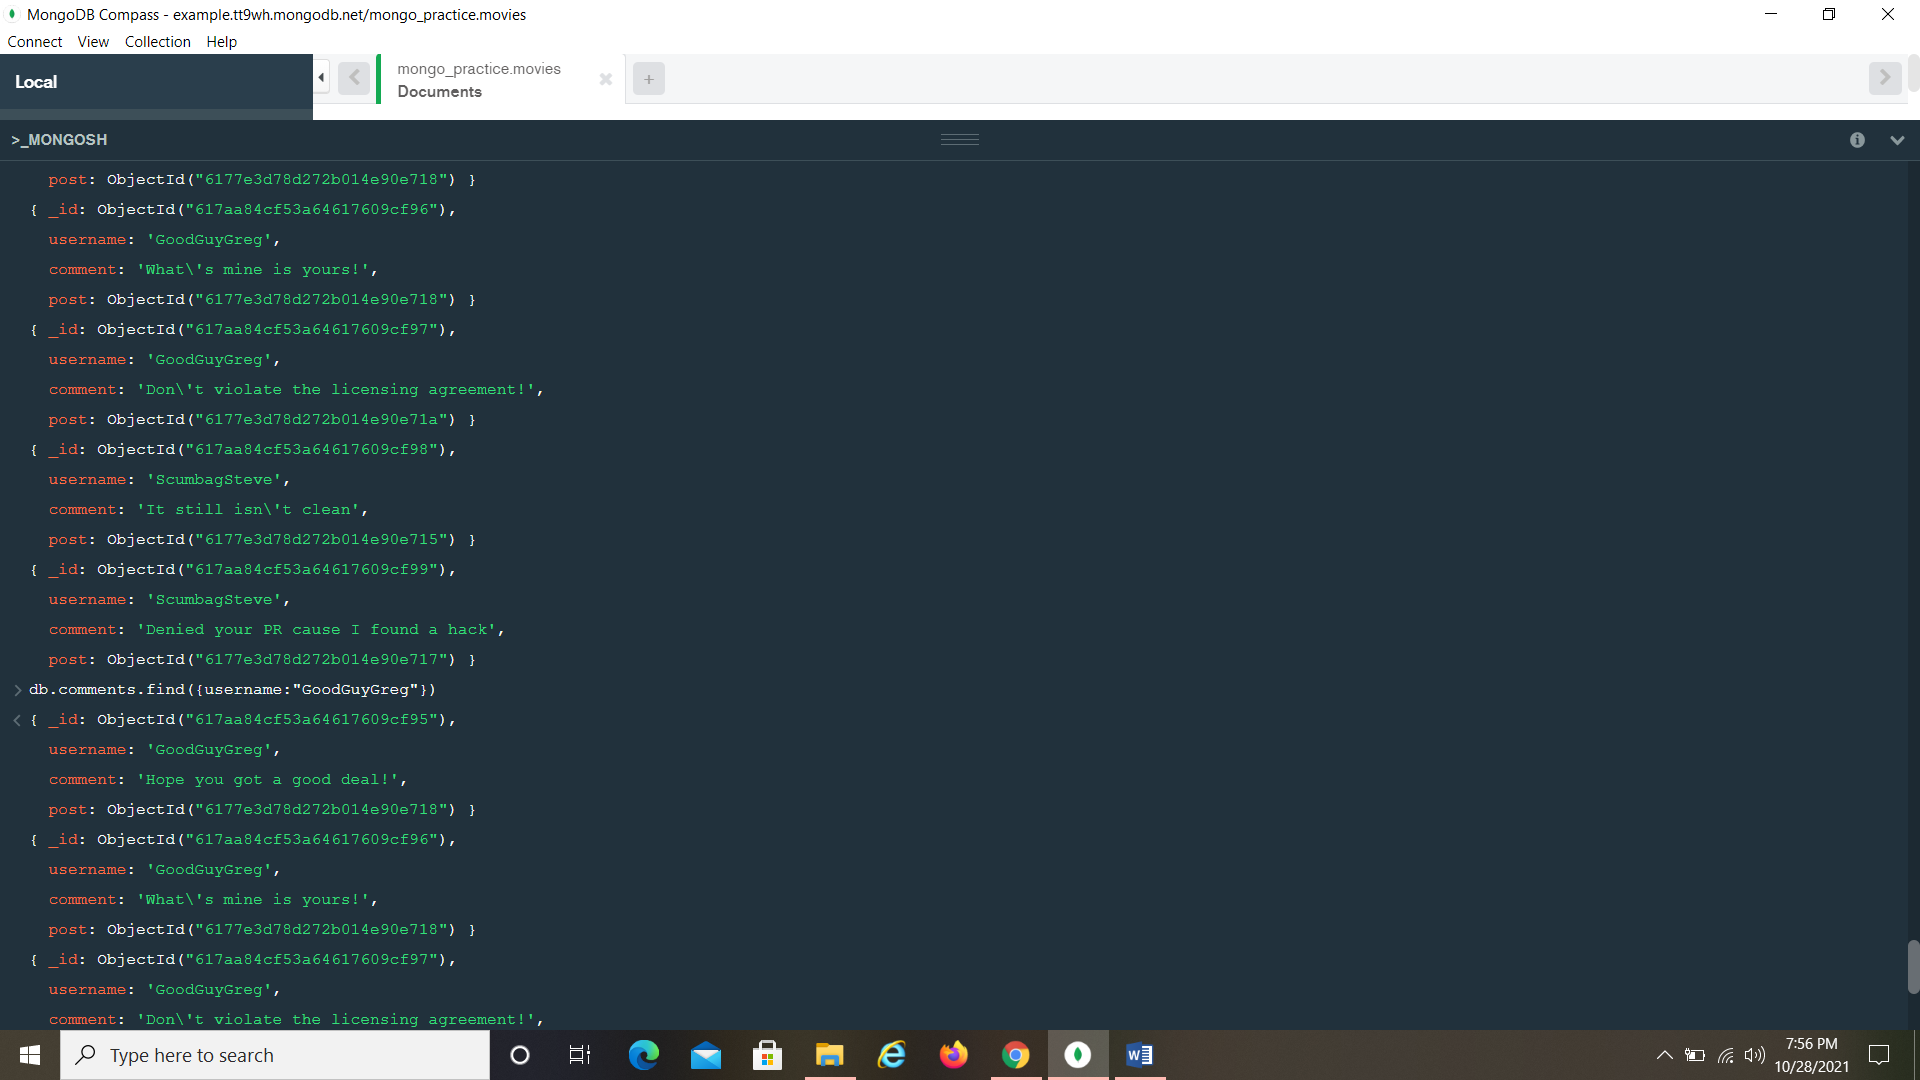 MongoDB Compass - example.tt9wh.mongodb.net/mongo_practice.movies
Connect View Collection Help
Local
mongo_practice.movies
Documents
>_MONGOSH
post: ObjectId("6177e3d78d272b014e90e718") }
{ _id: ObjectId("617aa84cf53a64617609cf96"),
username: 'GoodGuyGreg',
comment: 'What\'s mine is yours!',
post: ObjectId("6177e3d78d272b014e90e718") }
{ _id: ObjectId("617aa84cf53a64617609cf97"),
username: 'GoodGuyGreg',
comment: 'Don\'t violate the licensing agreement!',
post: ObjectId("6177e3d78d272b014e90e71a") }
{ _id: ObjectId("617aa84cf53a64617609cf98"),
username: 'ScumbagSteve',
comment: 'It still isn\'t clean',
post: ObjectId("6177e3d78d272b014e90e715") }
{ _id: ObjectId("617aa84cf53a64617609cf99"),
username: 'ScumbagSteve',
comment: 'Denied your PR cause I found a hack',
post: ObjectId("6177e3d78d272b014e90e717") }
> db.comments.find({username:"GoodGuyGreg"})
< { _id: ObjectId("617aa84cf53a64617609cf95"),
username: 'GoodGuyGreg',
comment: 'Hope you got a good deal!',
post: ObjectId("6177e3d78d272b014e90e718") }
{ _id: ObjectId("617aa84cf53a64617609cf96"),
username: 'GoodGuyGreg',
comment: 'What\'s mine is yours!',
post: ObjectId("6177e3d78d272b014e90e718") }
{ _id: ObjectId("617aa84cf53a64617609cf97"),
username: 'GoodGuyGreg',
comment: 'Don\'t violate the licensing agreement!',
Type here to search
7:56 PM
10/28/2021